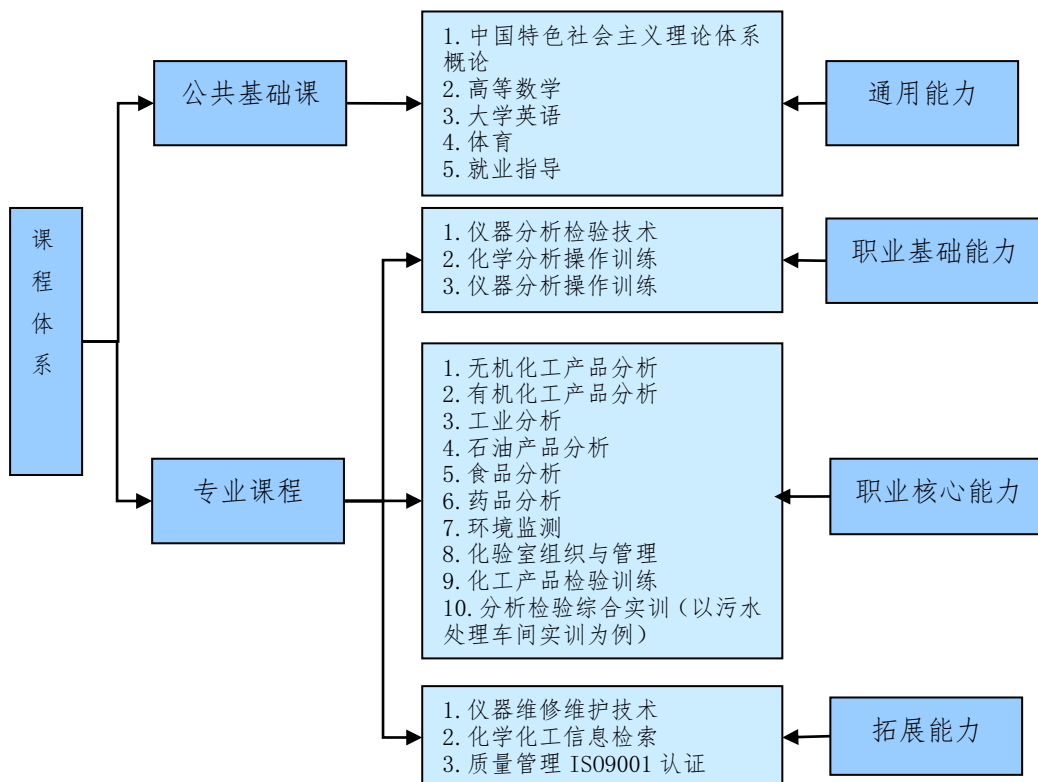 课
程
体
系
公共基础课
1.中国特色社会主义理论体系
概论
2.高等数学
3.大学英语
4.体育
5.就业指导
通用能力
1.仪器分析检验技术
2.化学分析操作训练
3.仪器分析操作训练
职业基础能力
专业课程
1.无机化工产品分析
2.有机化工产品分析
3.工业分析
4.石油产品分析
5.食品分析
6.药品分析
7.环境监测
8.化验室组织与管理
9.化工产品检验训练
10.分析检验综合实训（以污水
处理车间实训为例）
职业核心能力
1.仪器维修维护技术
2.化学化工信息检索
3.质量管理 ISO9001 认证
拓展能力